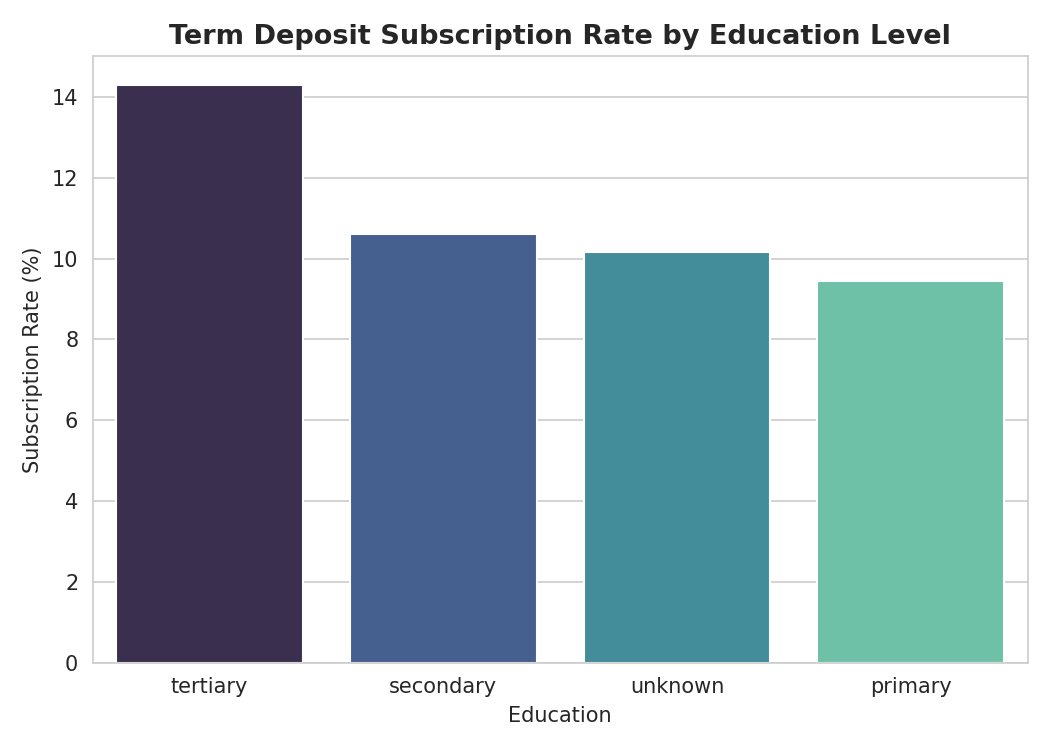 Term Deposit Subscription Rate by Education Level
Subscription Rate (%)
14
12
10
8
6
4
2
0
tertiary secondary unknown primary
Education